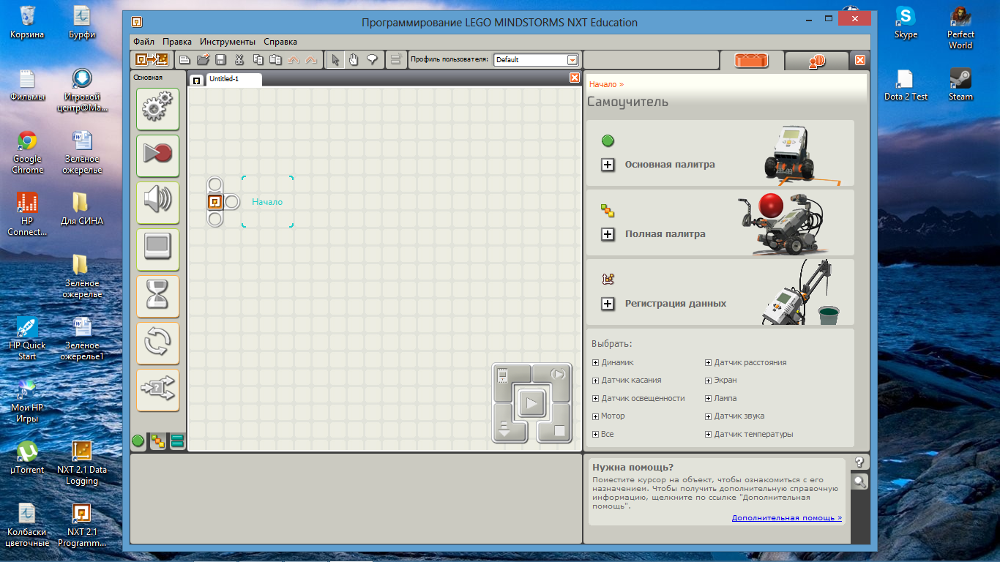 Корзина
Бурфи
Фильмы
Игровой
центр@Ma...
Google
Chrome
Зелёное
ожерелье
HP
Connect...
Для СИНА
Зелёное
ожерелье
HP Quick
Start
Зелёное
ожерелье1
Мои HP
Игры
µTorrent
NXT 2.1 Data
Logging
Колбаски
цветочные
NXT 2.1
Programm...
Программирование LEGO MINDSTORMS NXT Education
Файл Правка Инструменты Справка
Профиль пользователя: Default
Основная
Untitled-1
Начало
Начало »
Самоучитель
Основная палитра
Полная палитра
Регистрация данных
Выбрать:
Динамик
Датчик расстояния
Датчик касания
Экран
Датчик освещенности
Лампа
Мотор
Датчик звука
Все
Датчик температуры
Нужна помощь?
Поместите курсор на объект, чтобы ознакомиться с его
назначением. Чтобы получить дополнительную справочную
информацию, щелкните по ссылке "Дополнительная
помощь".
Дополнительная помощь »
Skype
Perfect
World
Dota 2 Test
Steam